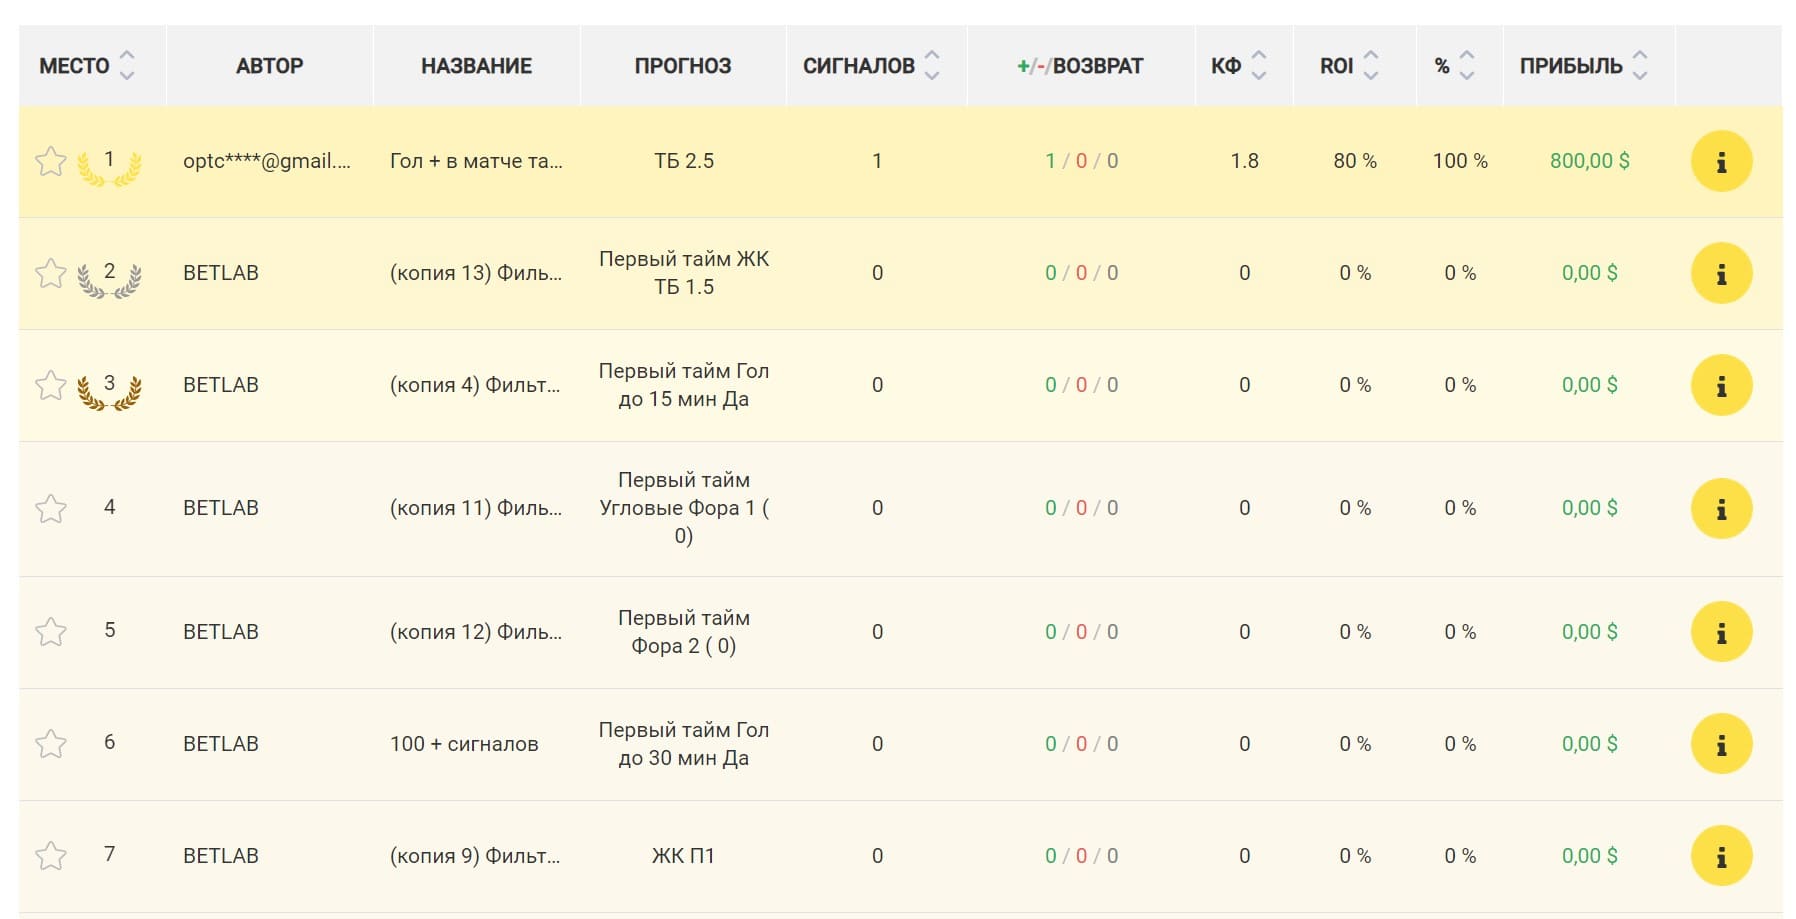 МЕСТО АВТОР НАЗВАНИЕ ПРОГНОЗ СИГНАЛОВ +/-/ВОЗВРАТ КФ ROI % ПРИБЫЛЬ
1 optc****@gmail.... Гол + в матче та... ТБ 2.5 1 1 / 0 / 0 1.8 80 % 100 % 800,00 $
2 BETLAB (копия 13) Филь... Первый тайм ЖК
ТБ 1.5 0 0 / 0 / 0 0 0 % 0 % 0,00 $
3 BETLAB (копия 4) Фильт... Первый тайм Гол
до 15 мин Да 0 0 / 0 / 0 0 0 % 0 % 0,00 $
4 BETLAB (копия 11) Филь... Первый тайм
Угловые Фора 1 (
0) 0 0 / 0 / 0 0 0 % 0 % 0,00 $
5 BETLAB (копия 12) Филь... Первый тайм
Фора 2 ( 0) 0 0 / 0 / 0 0 0 % 0 % 0,00 $
6 BETLAB 100 + сигналов Первый тайм Гол
до 30 мин Да 0 0 / 0 / 0 0 0 % 0 % 0,00 $
7 BETLAB (копия 9) Фильт... ЖК П1 0 0 / 0 / 0 0 0 % 0 % 0,00 $